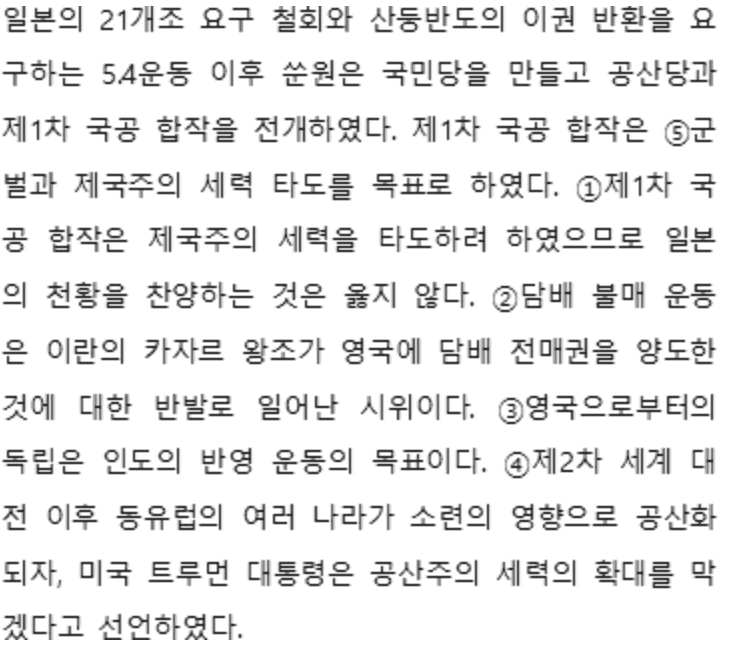 일본의 21개조 요구 철회와 산둥반도의 이권 반환을 요
구하는 5.4운동 이후 쑨원은 국민당을 만들고 공산당과
제1차 국공 합작을 전개하였다. 제1차 국공 합작은 ⑤군
벌과 제국주의 세력 타도를 목표로 하였다. ①제1차 국
공 합작은 제국주의 세력을 타도하려 하였으므로 일본
의 천황을 찬양하는 것은 옳지 않다. ②담배 불매 운동
은 이란의 카자르 왕조가 영국에 담배 전매권을 양도한
것에 대한 반발로 일어난 시위이다. ③영국으로부터의
독립은 인도의 반영 운동의 목표이다. ④제2차 세계 대
전 이후 동유럽의 여러 나라가 소련의 영향으로 공산화
되자, 미국 트루먼 대통령은 공산주의 세력의 확대를 막
겠다고 선언하였다.